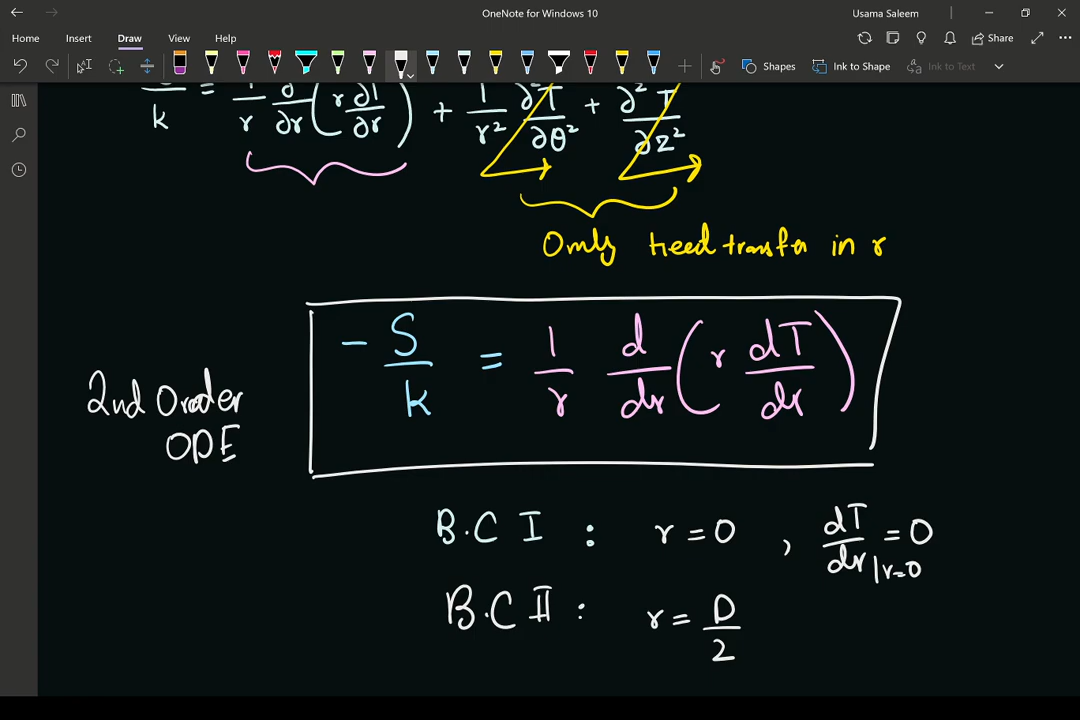 OneNote for Windows 10
Usama Saleem
Home Insert Draw View Help
Share
Shapes Ink to Shape Ink to Text
k = 1/r ∂/∂r (r ∂T/∂r) + 1/r² ∂²T/∂θ² + ∂²T/∂z²
Only heed transfer in r
- S/k = 1/r d/dr (r dT/dr)
2nd Order
ODE
B.C I : r = 0 , dT/dr |r=0 = 0
B.C II : r = D/2